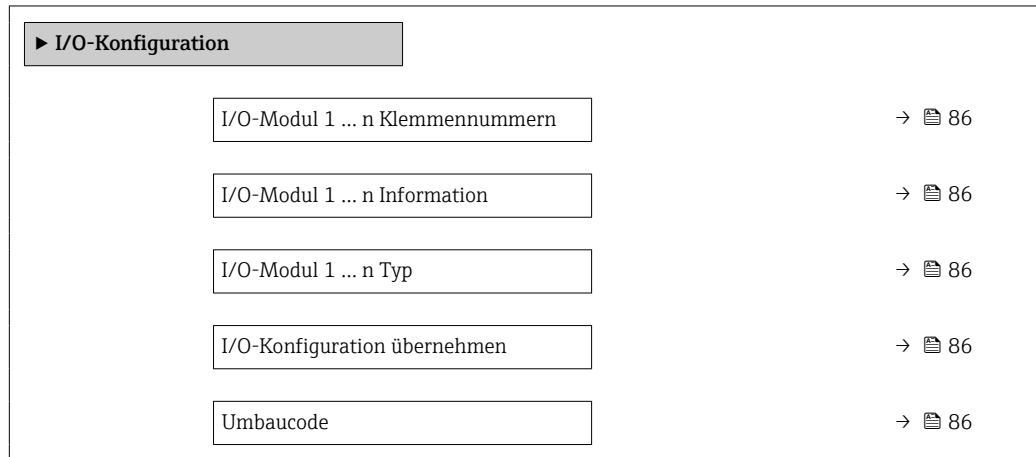 ▶ I/O-Konfiguration
I/O-Modul 1 … n Klemmennummern → 86
I/O-Modul 1 … n Information → 86
I/O-Modul 1 … n Typ → 86
I/O-Konfiguration übernehmen → 86
Umbaucode → 86